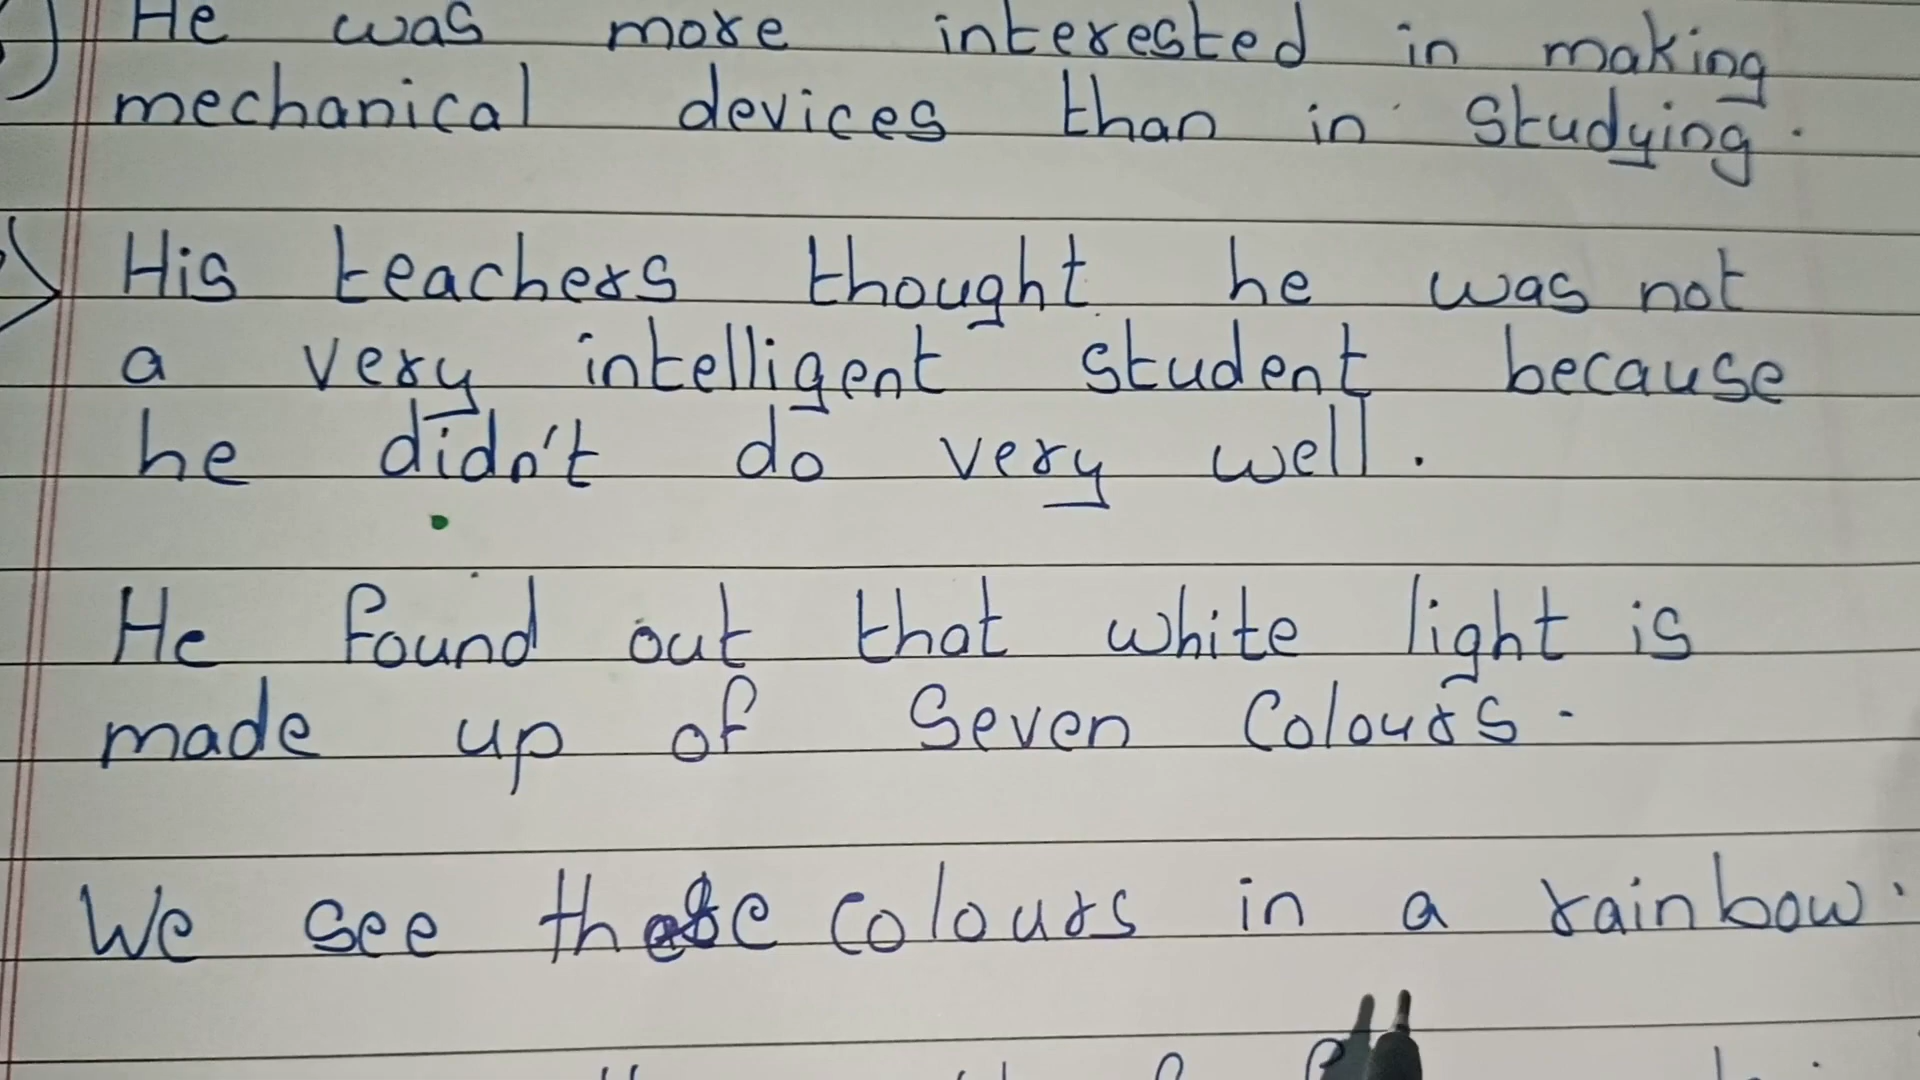 He was more interested in making
mechanical devices than in studying.
His teachers thought he was not
a very intelligent student because
he didn't do very well.
He found out that white light is
made up of Seven Colours.
We see these colours in a rainbow.